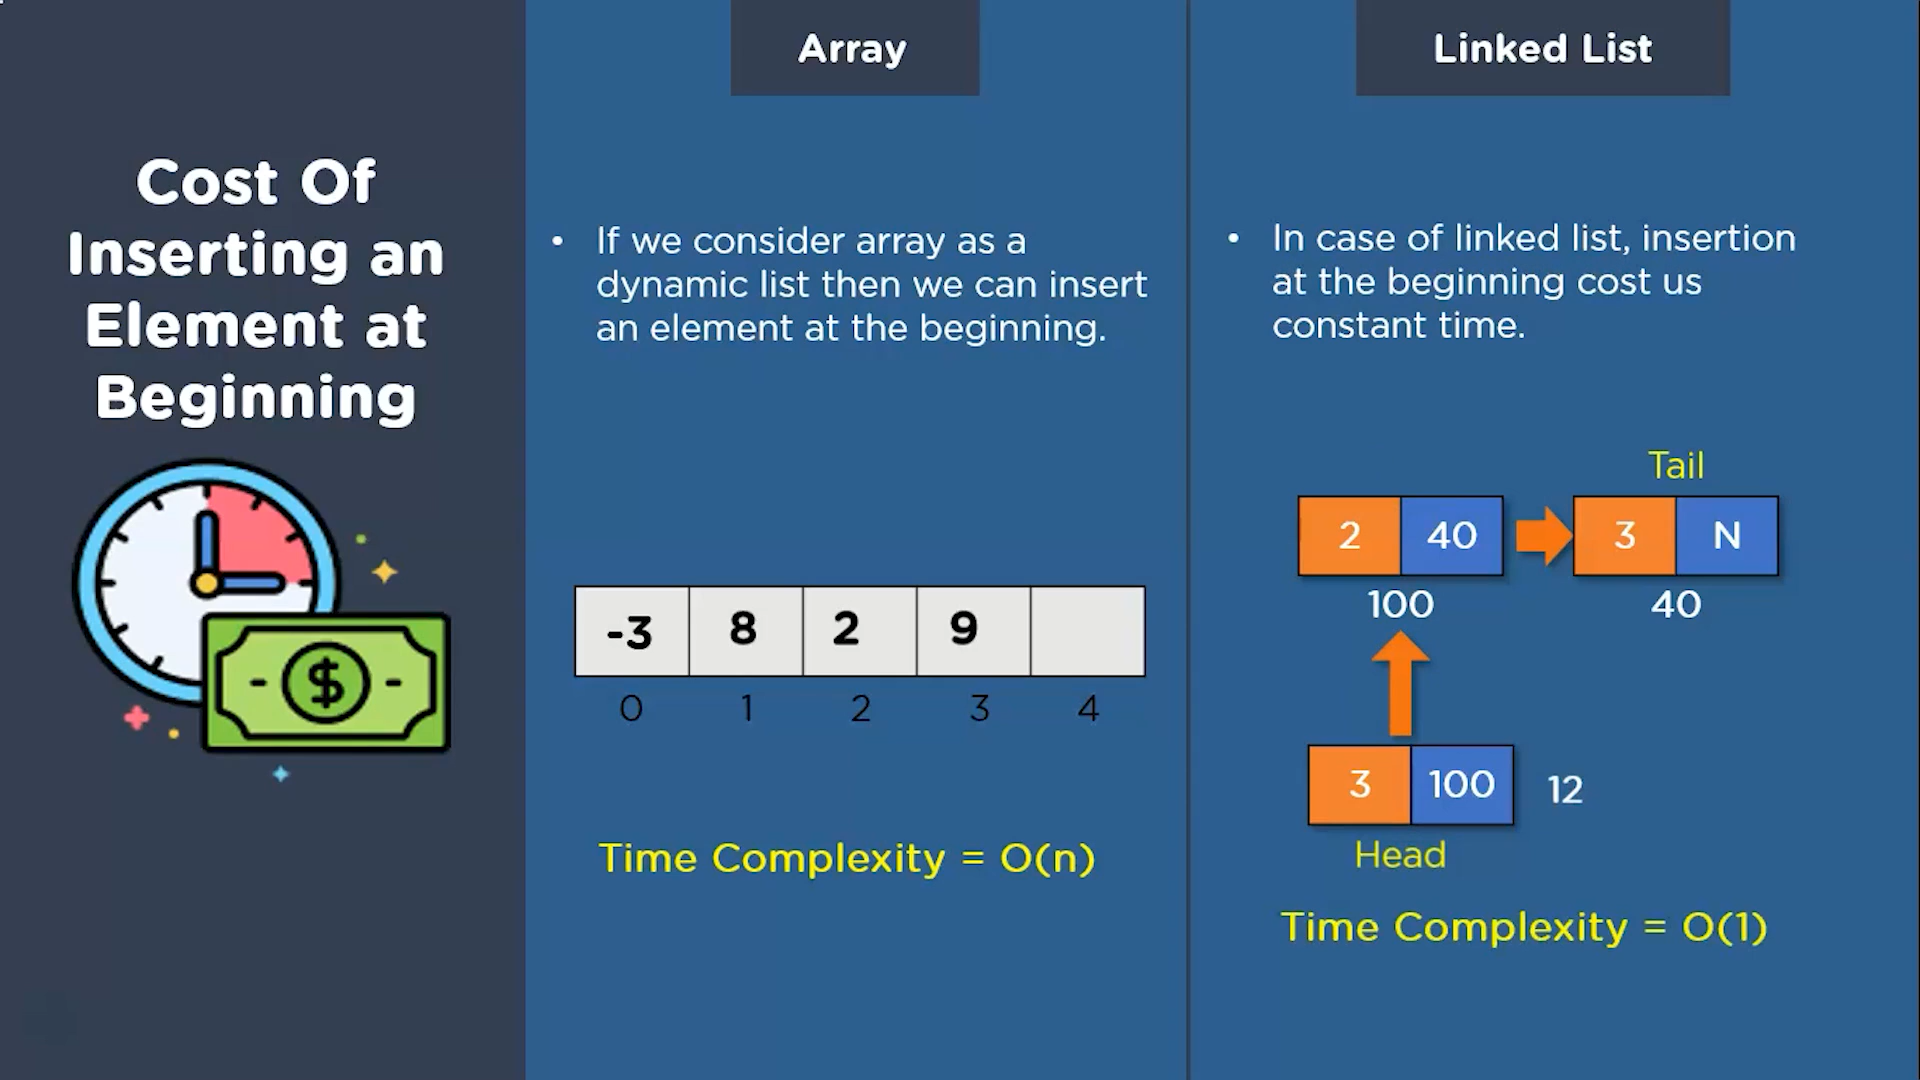 Cost Of
Inserting an
Element at
Beginning
$
Array
• If we consider array as a
dynamic list then we can insert
an element at the beginning.
-3 8 2 9
0 1 2 3 4
Time Complexity = O(n)
Linked List
• In case of linked list, insertion
at the beginning cost us
constant time.
Tail
2 40 3 N
100 40
3 100 12
Head
Time Complexity = O(1)